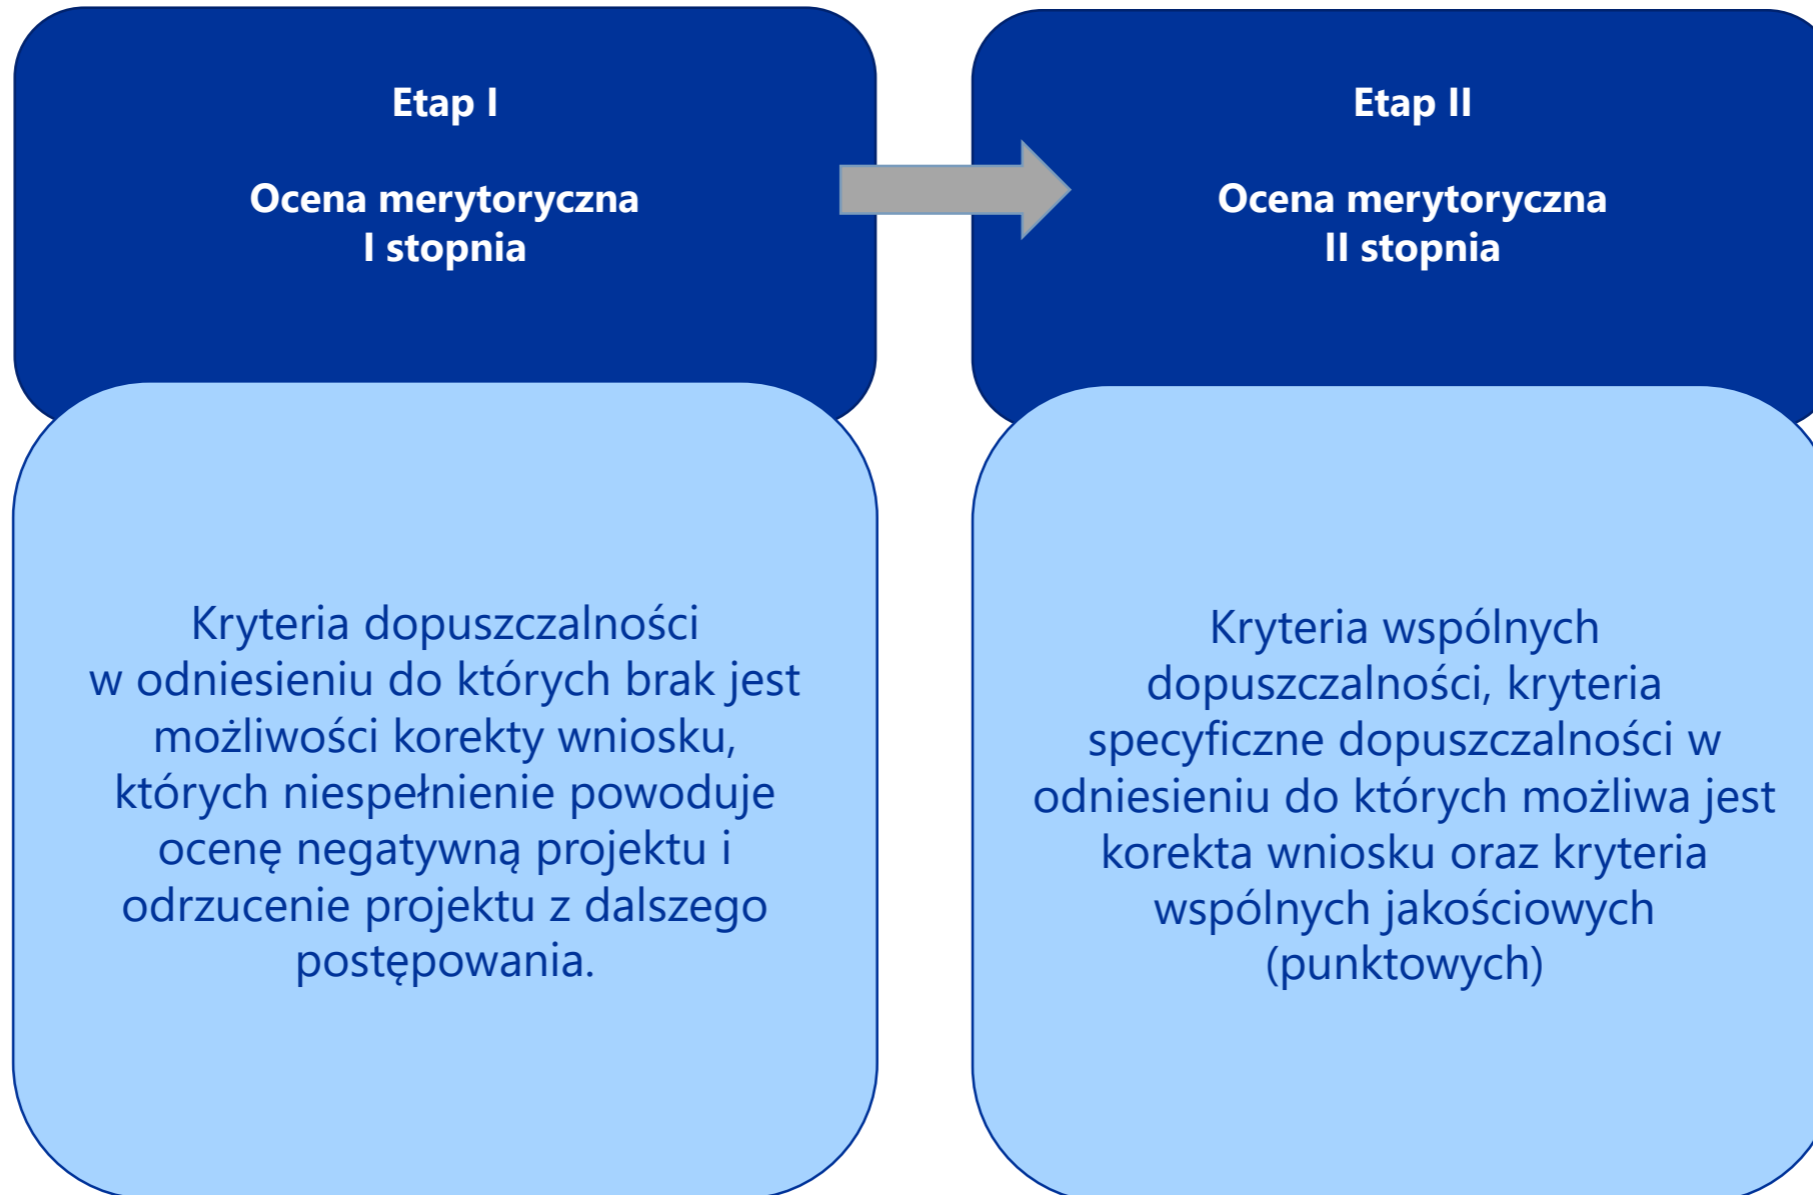 Etap I
Ocena merytoryczna
I stopnia
Kryteria dopuszczalności
w odniesieniu do których brak jest
możliwości korekty wniosku,
których niespełnienie powoduje
ocenę negatywną projektu i
odrzucenie projektu z dalszego
postępowania.
Etap II
Ocena merytoryczna
II stopnia
Kryteria wspólnych
dopuszczalności, kryteria
specyficzne dopuszczalności w
odniesieniu do których możliwa jest
korekta wniosku oraz kryteria
wspólnych jakościowych
(punktowych)